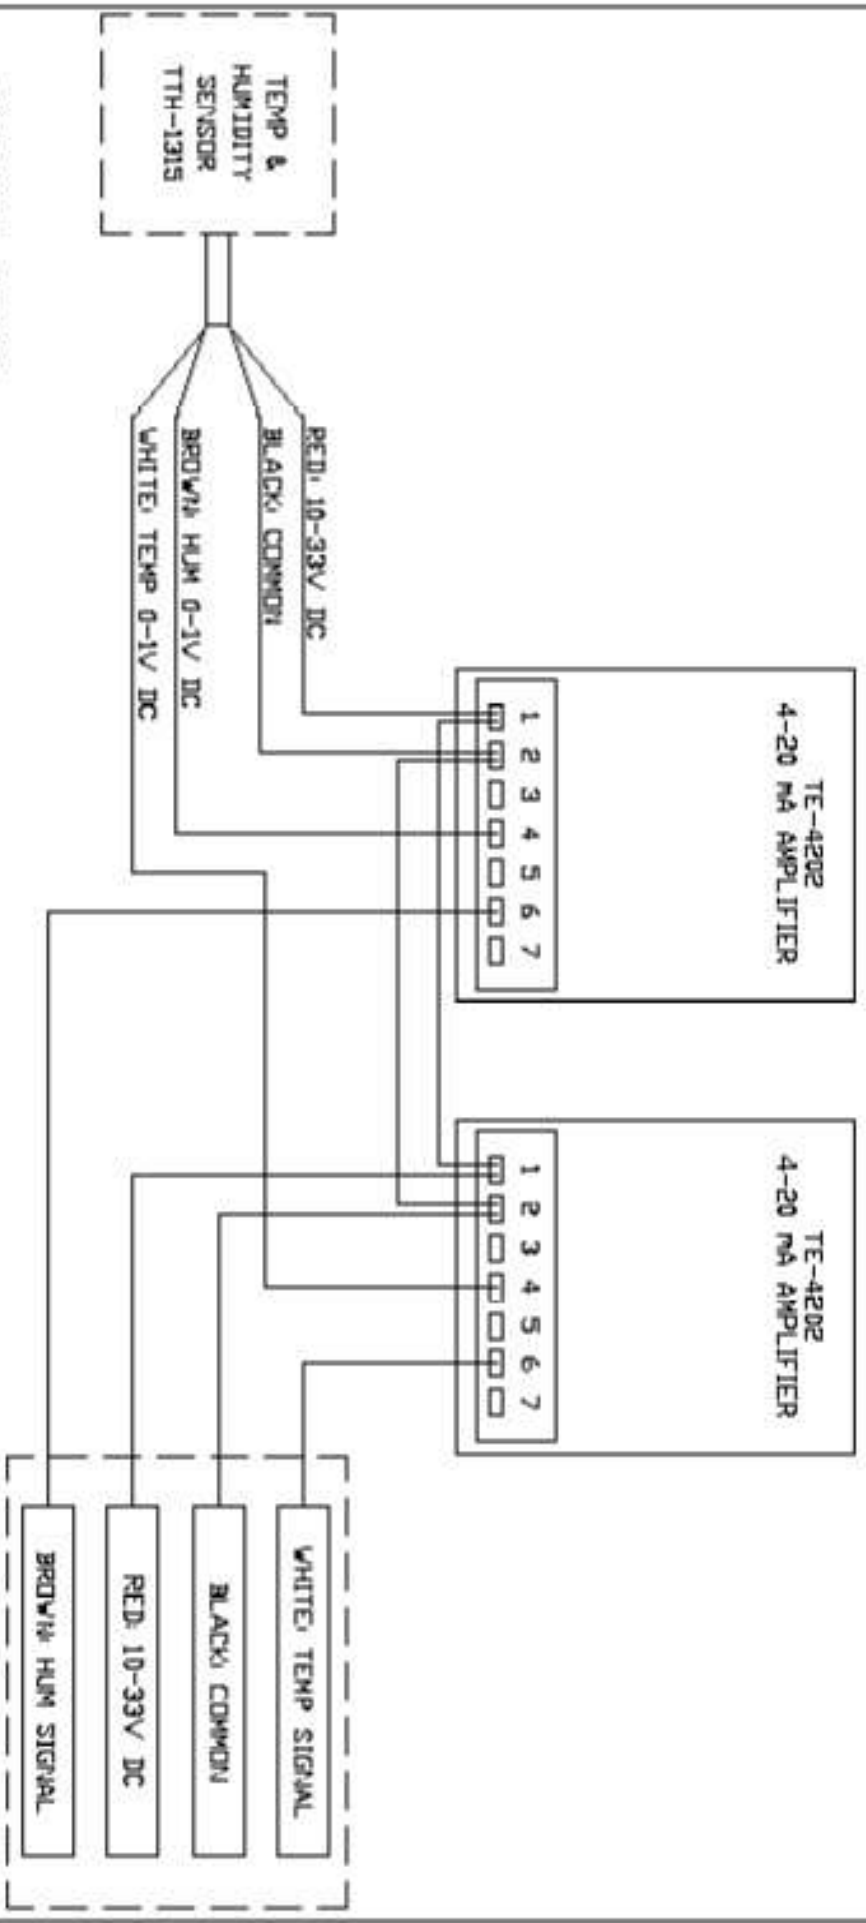 TE-4202
4-20 mA AMPLIFIER
1 2 3 4 5 6 7
TE-4202
4-20 mA AMPLIFIER
1 2 3 4 5 6 7
TEMP &
HUMIDITY
SENSOR
TTH-1315
RED: 10-33V DC
BLACK: COMMON
BROWN: HUM 0-1V DC
WHITE: TEMP 0-1V DC
WHITE: TEMP SIGNAL
BLACK: COMMON
RED: 10-33V DC
BROWN: HUM SIGNAL